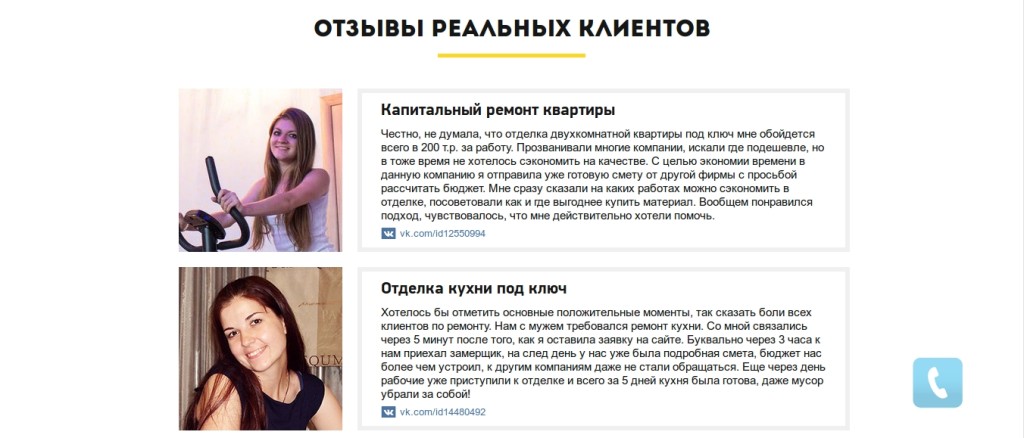 ОТЗЫВЫ РЕАЛЬНЫХ КЛИЕНТОВ
Капитальный ремонт квартиры
Честно, не думала, что отделка двухкомнатной квартиры под ключ мне обойдется
всего в 200 т.р. за работу. Прозванивали многие компании, искали где подешевле, но
в тоже время не хотелось сэкономить на качестве. С целью экономии времени в
данную компанию я отправила уже готовую смету от другой фирмы с просьбой
рассчитать бюджет. Мне сразу сказали на каких работах можно сэкономить в
отделке, посоветовали как и где выгоднее купить материал. Вообщем понравился
подход, чувствовалось, что мне действительно хотели помочь.
vk.com/id12550994
Отделка кухни под ключ
Хотелось бы отметить основные положительные моменты, так сказать боли всех
клиентов по ремонту. Нам с мужем требовался ремонт кухни. Со мной связались
через 5 минут после того, как я оставила заявку на сайте. Буквально через 3 часа к
нам приехал замерщик, на след день у нас уже была подробная смета, бюджет нас
более чем устроил, к другим компаниям даже не стали обращаться. Еще через день
рабочие уже приступили к отделке и всего за 5 дней кухня была готова, даже мусор
убрали за собой!
vk.com/id14480492